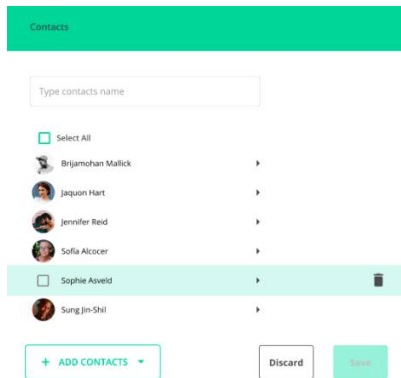 Contacts
Type contacts name
Select All
Brijamohan Mallick
Jaquon Hart
Jennifer Reid
Sofía Alcocer
Sophie Asveld
Sung Jin-Shil
+ ADD CONTACTS
Discard
Save